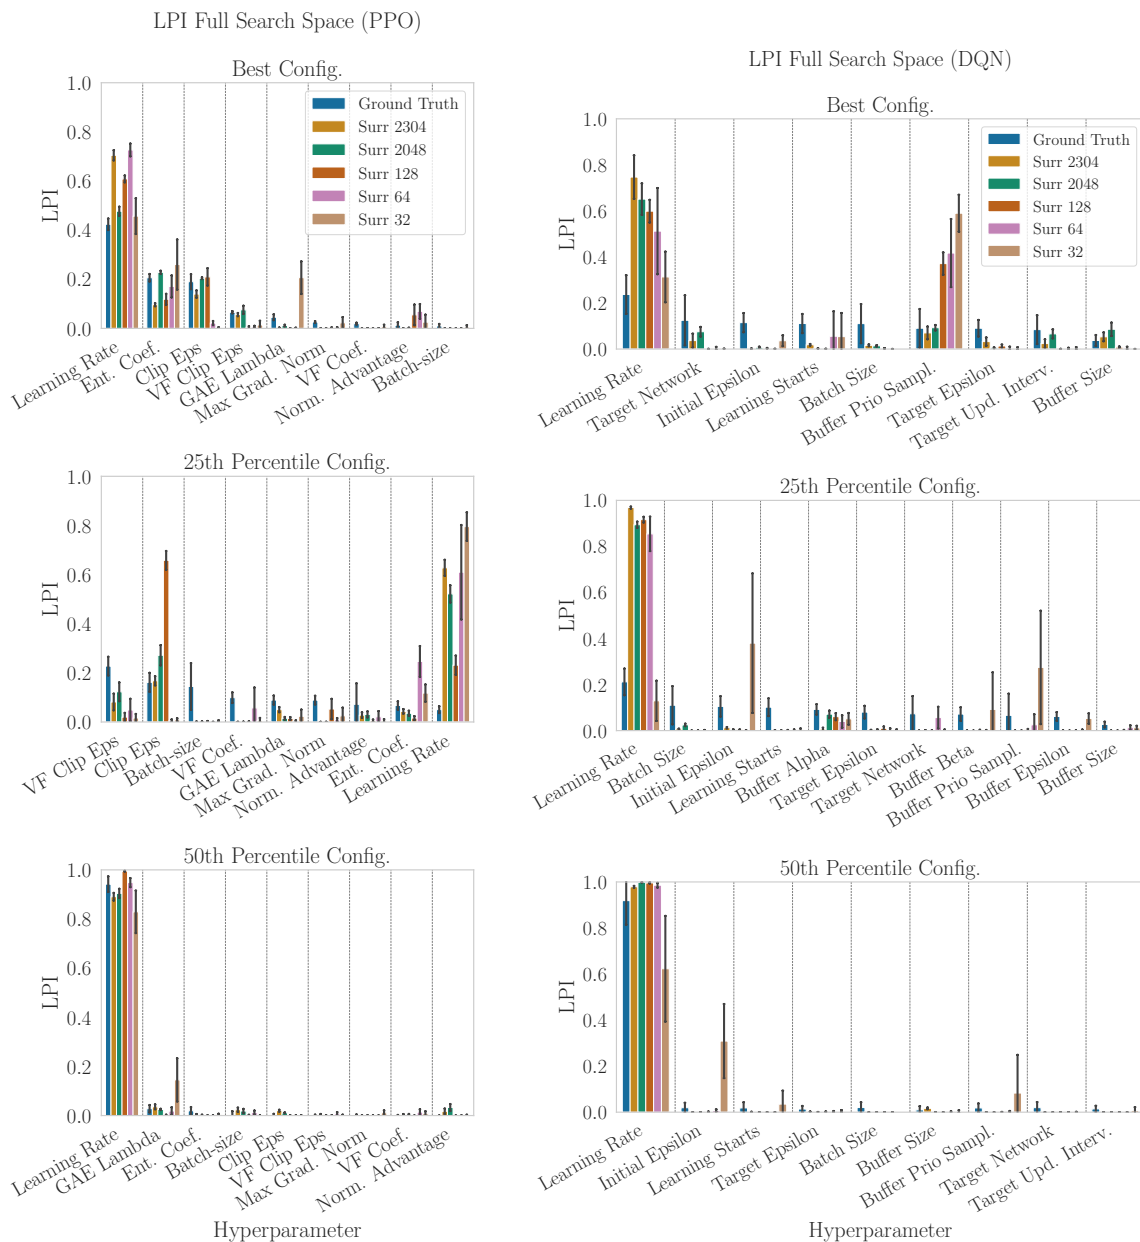 LPI Full Search Space (PPO)
Best Config.
1.0
0.8
0.6
0.4
0.2
0.0
LPI
Ground Truth
Surr 2304
Surr 2048
Surr 128
Surr 64
Surr 32
Learning Rate
Ent. Coef.
Clip Eps
VF Clip Eps
GAE Lambda
Max Grad. Norm
VF Coef.
Norm. Advantage
Batch-size
25th Percentile Config.
1.0
0.8
0.6
0.4
0.2
0.0
LPI
VF Clip Eps
Clip Eps
Batch-size
VF Coef.
GAE Lambda
Max Grad. Norm
Norm. Advantage
Ent. Coef.
Learning Rate
50th Percentile Config.
1.0
0.8
0.6
0.4
0.2
0.0
LPI
Learning Rate
GAE Lambda
Ent. Coef.
Batch-size
Clip Eps
VF Clip Eps
Max Grad. Norm
VF Coef.
Norm. Advantage
Hyperparameter
LPI Full Search Space (DQN)
Best Config.
1.0
0.8
0.6
0.4
0.2
0.0
LPI
Ground Truth
Surr 2304
Surr 2048
Surr 128
Surr 64
Surr 32
Learning Rate
Target Network
Initial Epsilon
Learning Starts
Batch Size
Buffer Prio Sampl.
Target Epsilon
Target Upd. Interv.
Buffer Size
25th Percentile Config.
1.0
0.8
0.6
0.4
0.2
0.0
LPI
Learning Rate
Batch Size
Initial Epsilon
Learning Starts
Buffer Alpha
Target Epsilon
Target Network
Buffer Beta
Buffer Prio Sampl.
Buffer Epsilon
Buffer Size
50th Percentile Config.
1.0
0.8
0.6
0.4
0.2
0.0
LPI
Learning Rate
Initial Epsilon
Learning Starts
Target Epsilon
Batch Size
Buffer Size
Buffer Prio Sampl.
Target Network
Target Upd. Interv.
Hyperparameter